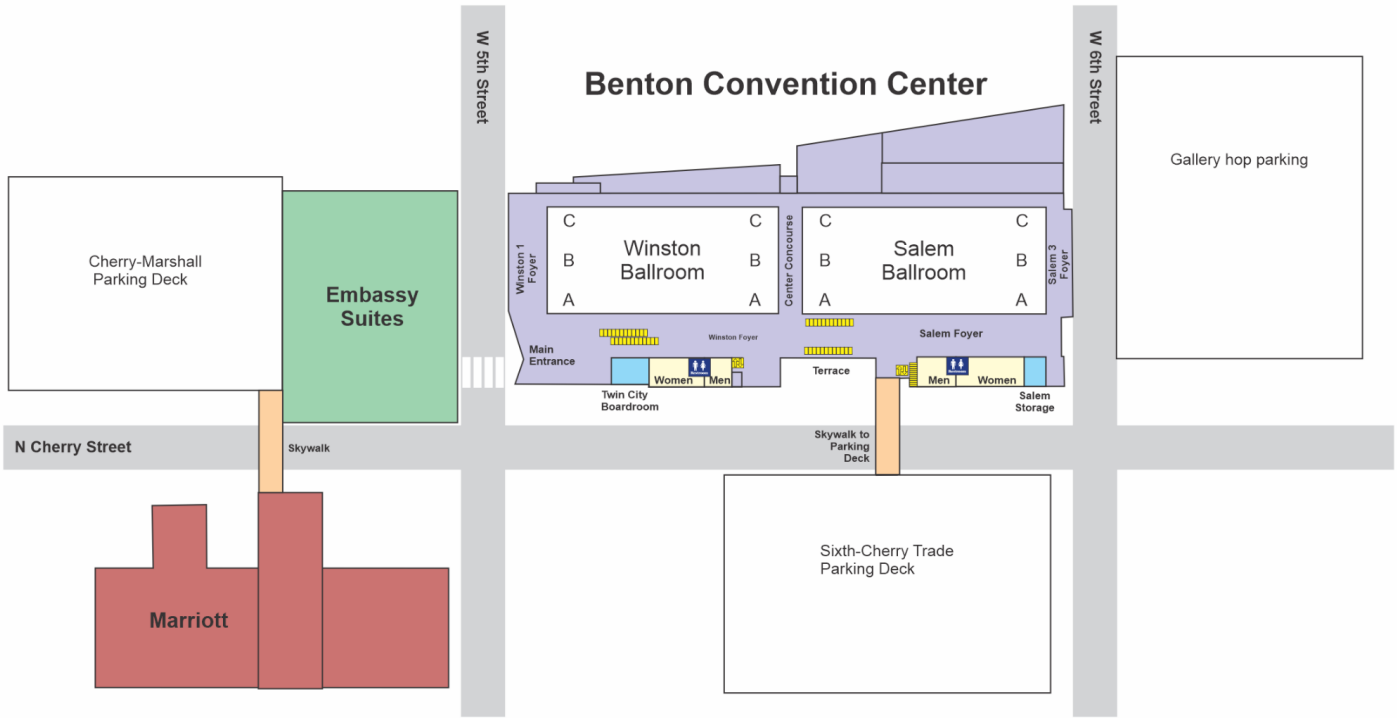 W 5th Street
W 6th Street
Benton Convention Center
Gallery hop parking
Cherry-Marshall
Parking Deck
Embassy
Suites
Winston 1
Foyer
C
B
A
Winston
Ballroom
C
B
A
Center Concourse
C
B
A
Salem
Ballroom
C
B
A
Salem 3
Foyer
Main
Entrance
Winston Foyer
Salem Foyer
Women
Men
Terrace
Men
Women
Twin City
Boardroom
Salem
Storage
N Cherry Street
Skywalk
Skywalk to
Parking
Deck
Marriott
Sixth-Cherry Trade
Parking Deck